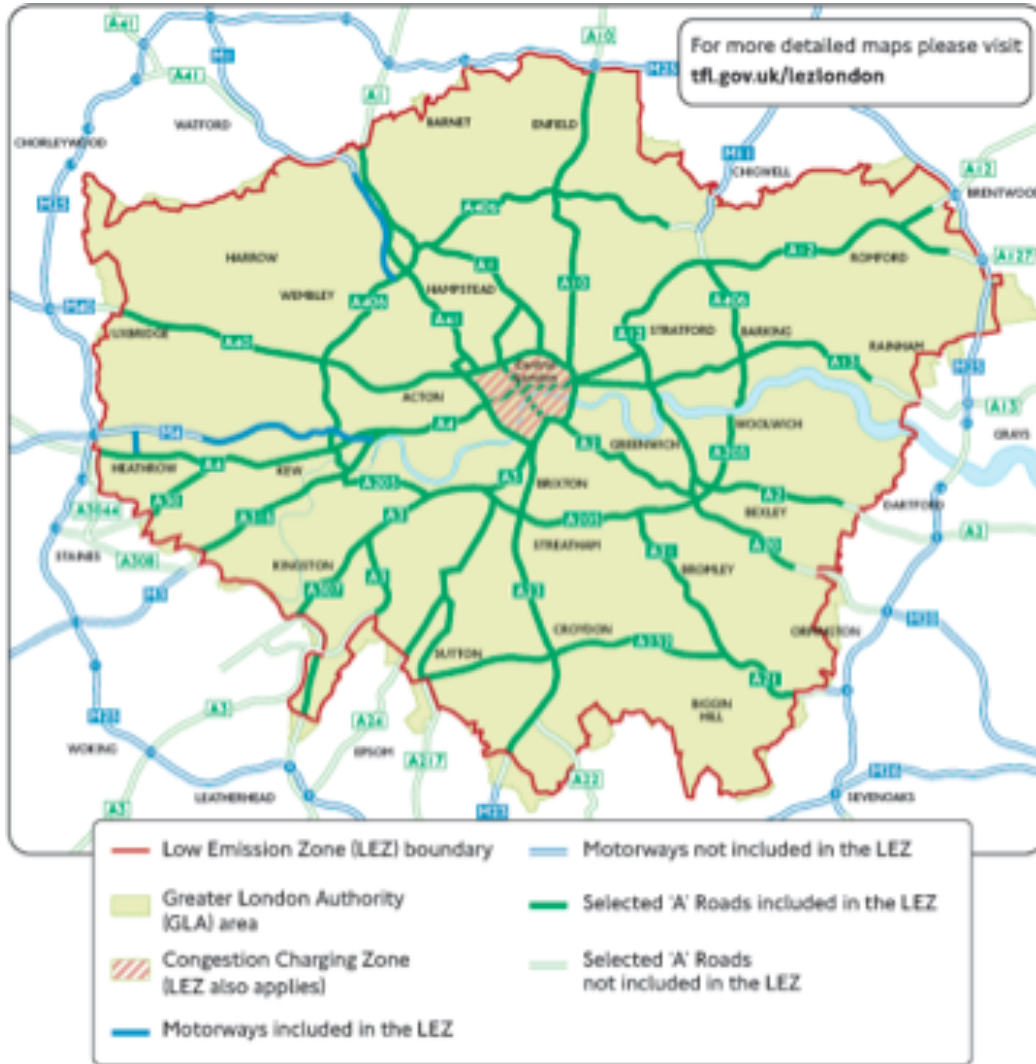 A41
M1
A10
For more detailed maps please visit
tfl.gov.uk/lezlondon
M25
A41
A1
WATFORD
BARNET
ENFIELD
CHORLEYWOOD
M11
CHIGWELL
A12
BRENTWOOD
M25
A406
HARROW
A12
ROMFORD
A127
WEMBLEY
A406
HAMPSTEAD
A1
A10
A406
M40
UXBRIDGE
A40
A41
A12
STRATFORD
BARKING
RAINHAM
A13
M25
ACTON
A13
GRAYS
M4
A4
A2
GREENWICH
WOOLWICH
HEATHROW
A4
KEW
A205
A3
BRIXTON
A205
A2
BEXLEY
DARTFORD
A2
A30
A316
A3
A205
STREATHAM
A20
A3044
STAINES
A308
M3
KINGSTON
A307
A3
A23
A21
BROMLEY
M20
ORPINGTON
CROYDON
A232
SUTTON
A21
BIGGIN
HILL
M25
A3
WOKING
A24
EPSOM
A217
A22
M26
LEATHERHEAD
M23
SEVENOAKS
A3
Low Emission Zone (LEZ) boundary
Greater London Authority
(GLA) area
Congestion Charging Zone
(LEZ also applies)
Motorways included in the LEZ
Motorways not included in the LEZ
Selected 'A' Roads included in the LEZ
Selected 'A' Roads
not included in the LEZ